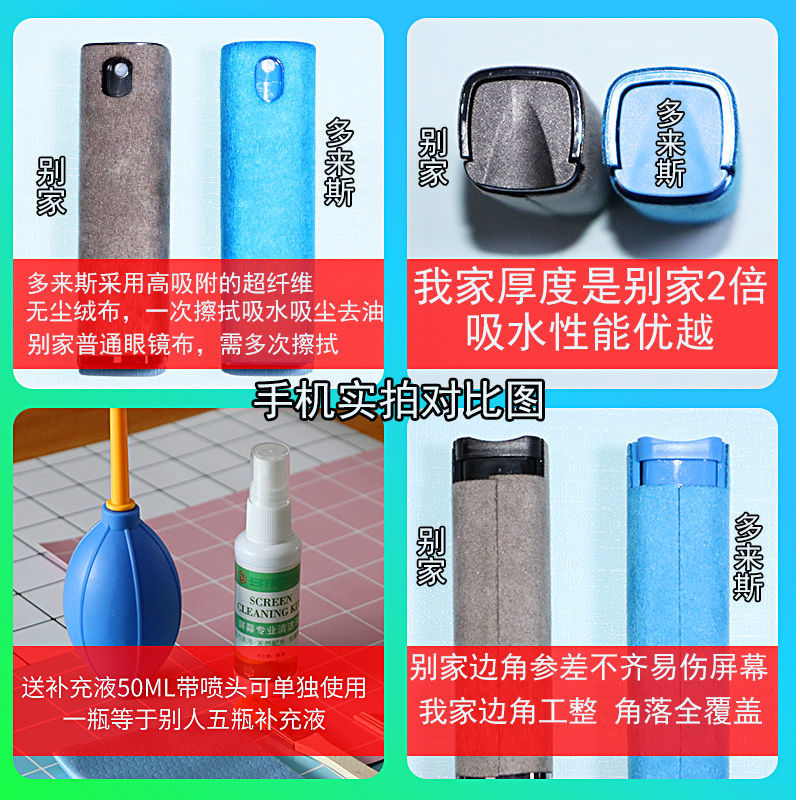 别家
多来斯
多来斯采用高吸附的超纤维
无尘绒布，一次擦拭吸水吸尘去油
别家普通眼镜布，需多次擦拭
别家
多来斯
我家厚度是别家2倍
吸水性能优越
手机实拍对比图
SCREEN
CLEANING K
屏幕专业清洁
送补充液50ML带喷头可单独使用
一瓶等于别人五瓶补充液
别家
多来斯
别家边角参差不齐易伤屏幕
我家边角工整 角落全覆盖